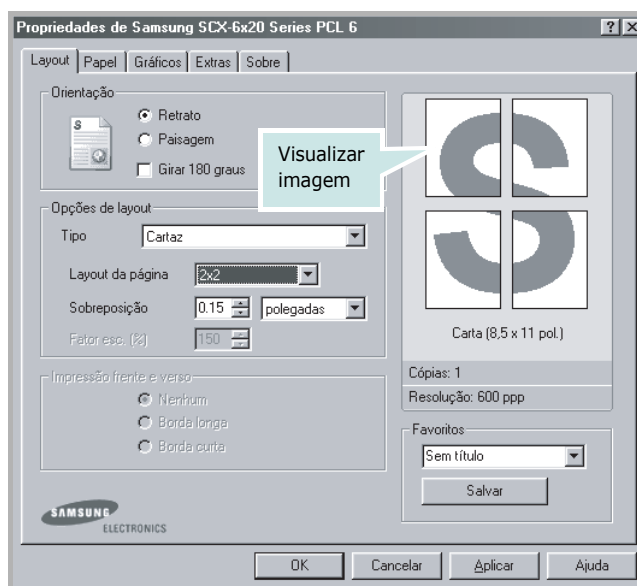 Propriedades de Samsung SCX-6x20 Series PCL 6
Layout Papel Gráficos Extras Sobre
Orientação
S
Retrato
Paisagem
Girar 180 graus
Visualizar
imagem
Opções de layout
Tipo Cartaz
Layout da página 2x2
Sobreposição 0.15 polegadas
Fator esc. (%) 150
Impressão frente e verso
Nenhum
Borda longa
Borda curta
S
Carta (8,5 x 11 pol.)
Cópias: 1
Resolução: 600 ppp
Favoritos
Sem título
Salvar
SAMSUNG
ELECTRONICS
OK Cancelar Aplicar Ajuda